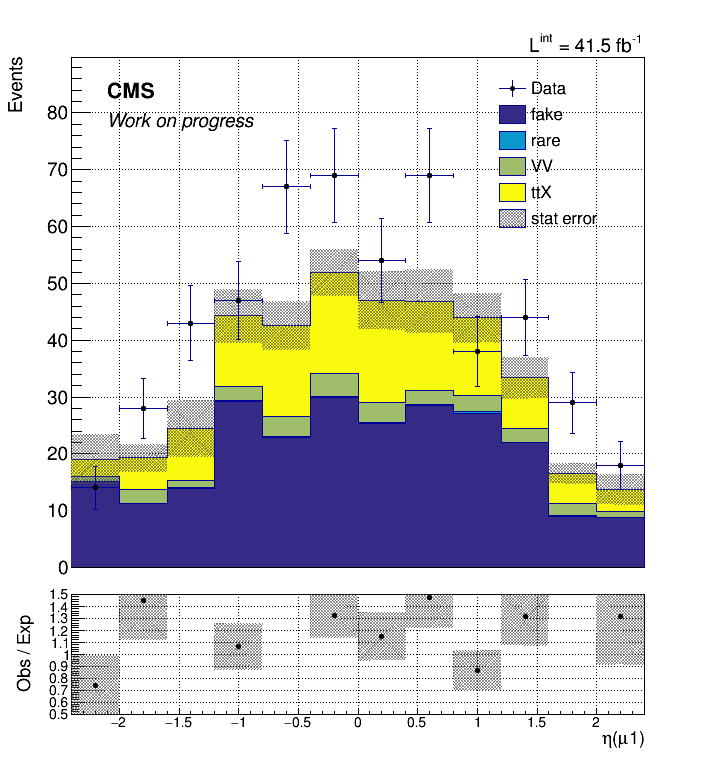 L^int = 41.5 fb^-1
Events
CMS
Work on progress
Data
fake
rare
VV
ttX
stat error
80
70
60
50
40
30
20
10
0
Obs / Exp
1.5
1.4
1.3
1.2
1.1
1
0.9
0.8
0.7
0.6
0.5
−2 −1.5 −1 −0.5 0 0.5 1 1.5 2
η(μ1)